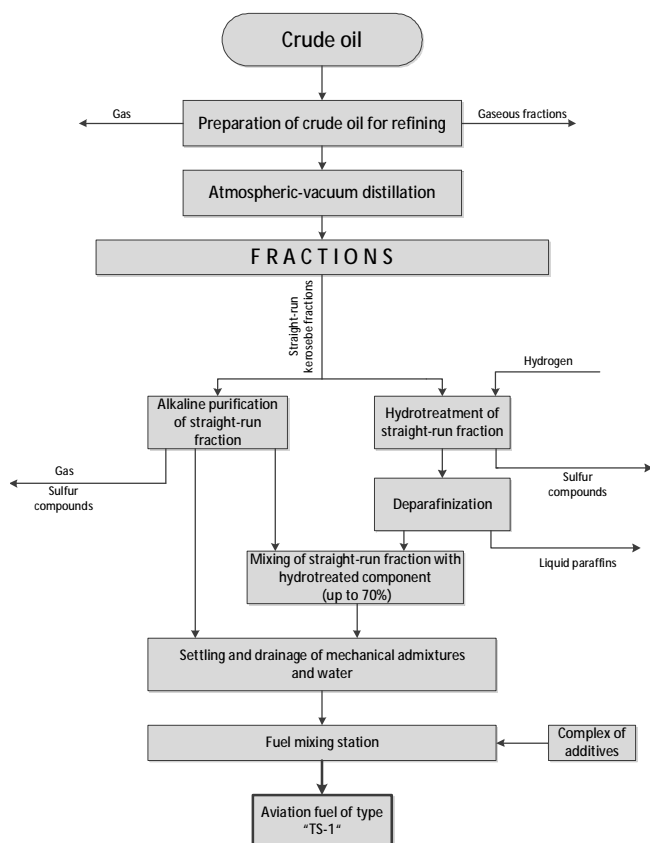 Crude oil
Gas
Preparation of crude oil for refining
Gaseous fractions
Atmospheric-vacuum distillation
FRACTIONS
Straight-run
kerosebe fractions
Hydrogen
Alkaline purification
of straight-run
fraction
Hydrotreatment of
straight-run fraction
Gas
Sulfur
compounds
Sulfur
compounds
Deparafinization
Liquid paraffins
Mixing of straight-run fraction with
hydrotreated component
(up to 70%)
Settling and drainage of mechanical admixtures
and water
Fuel mixing station
Complex of
additives
Aviation fuel of type
"TS-1"